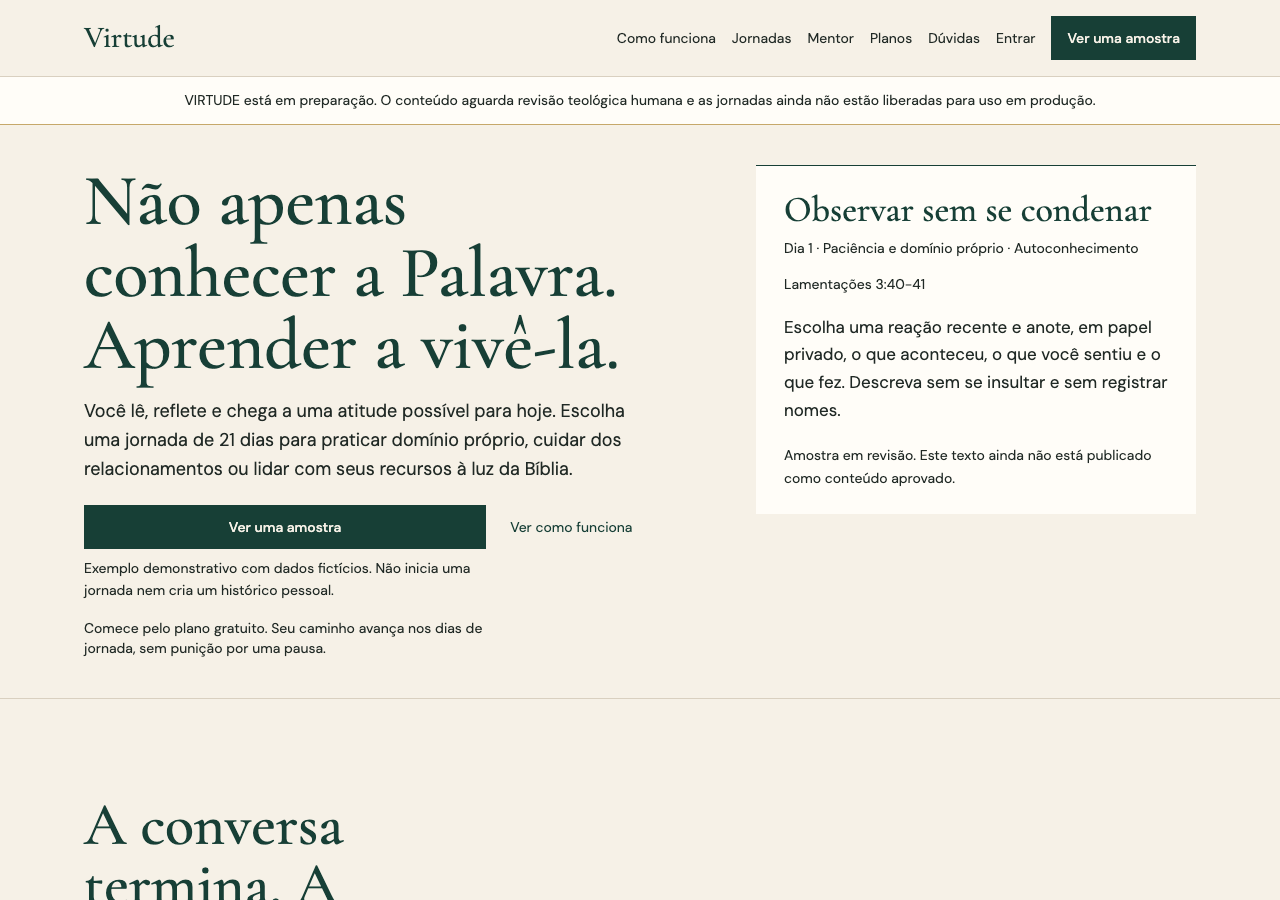 Virtude
Como funciona
Jornadas
Mentor
Planos
Dúvidas
Entrar
Ver uma amostra
VIRTUDE está em preparação. O conteúdo aguarda revisão teológica humana e as jornadas ainda não estão liberadas para uso em produção.
Não apenas
conhecer a Palavra.
Aprender a vivê-la.
Você lê, reflete e chega a uma atitude possível para hoje. Escolha
uma jornada de 21 dias para praticar domínio próprio, cuidar dos
relacionamentos ou lidar com seus recursos à luz da Bíblia.
Ver uma amostra
Ver como funciona
Exemplo demonstrativo com dados fictícios. Não inicia uma
jornada nem cria um histórico pessoal.
Comece pelo plano gratuito. Seu caminho avança nos dias de
jornada, sem punição por uma pausa.
Observar sem se condenar
Dia 1 · Paciência e domínio próprio · Autoconhecimento
Lamentações 3:40-41
Escolha uma reação recente e anote, em papel
privado, o que aconteceu, o que você sentiu e o
que fez. Descreva sem se insultar e sem registrar
nomes.
Amostra em revisão. Este texto ainda não está publicado
como conteúdo aprovado.
A conversa
termina. A